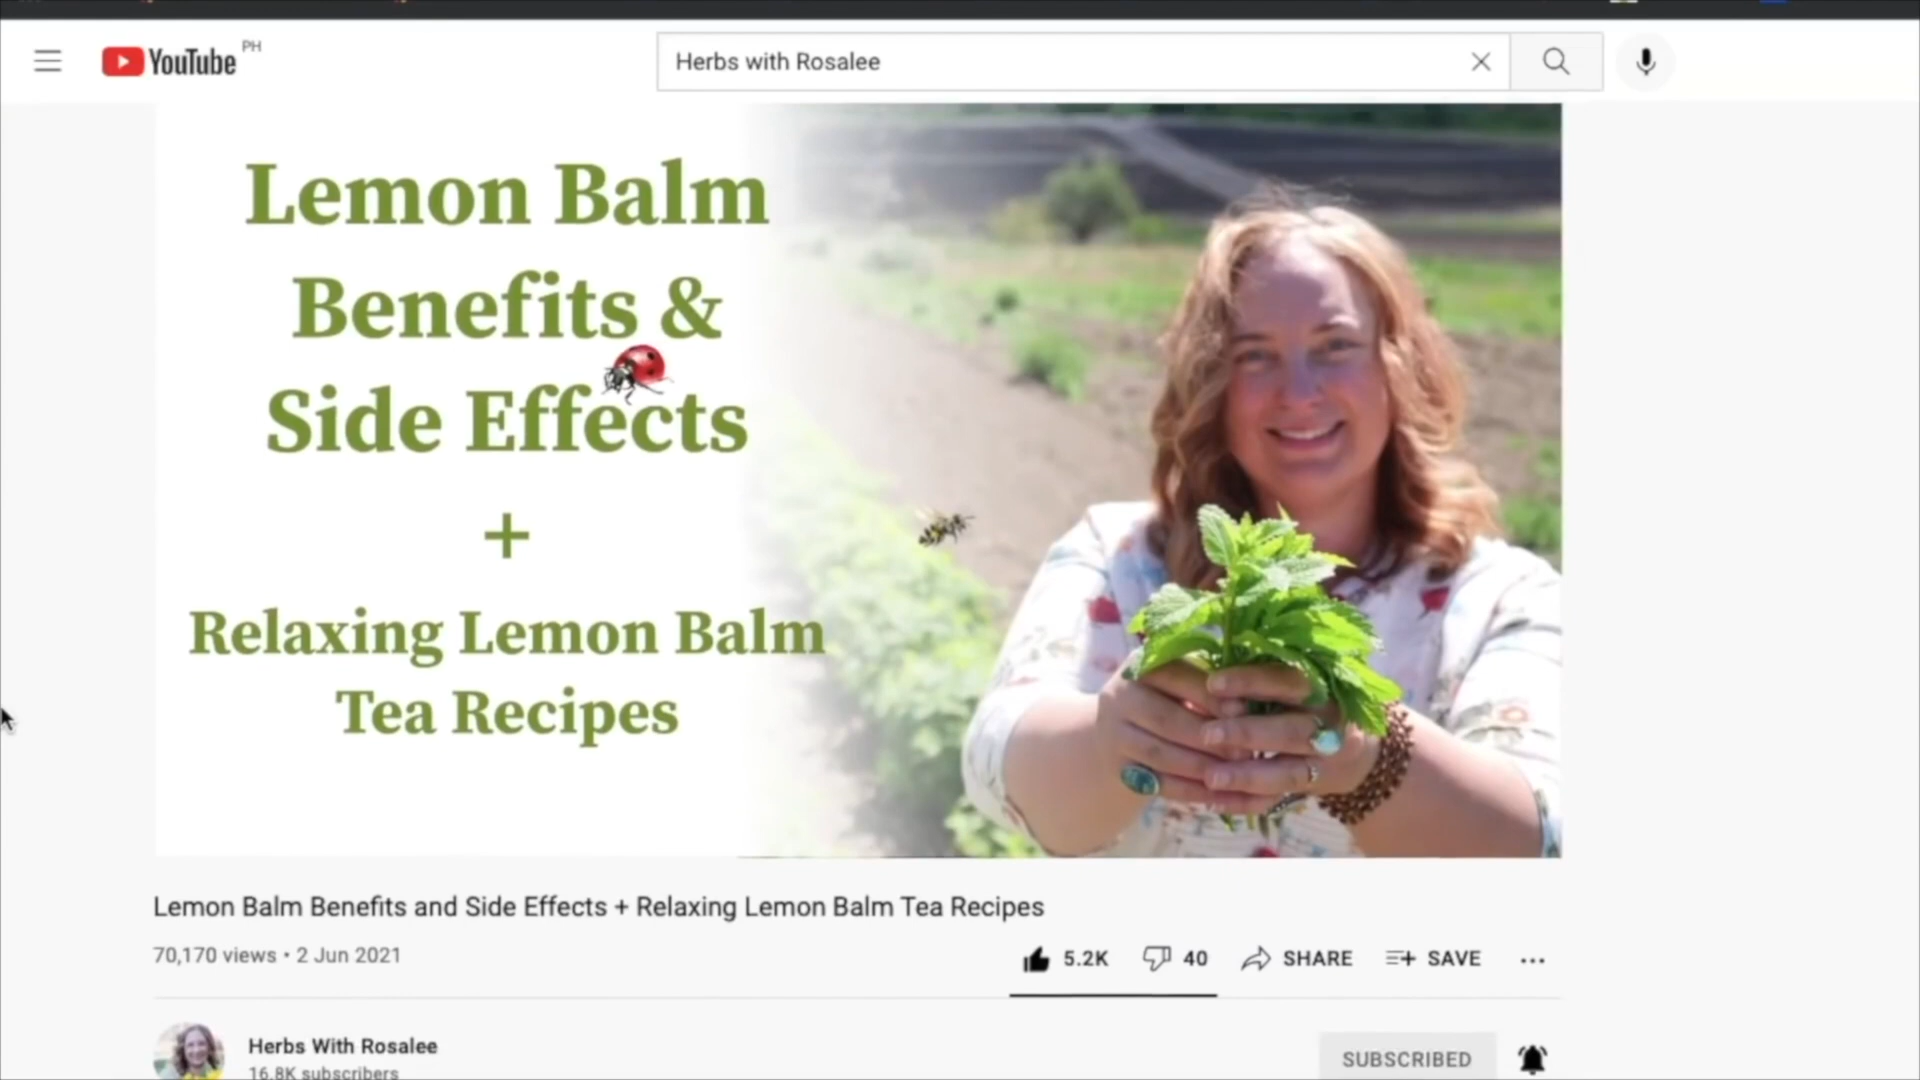 YouTube PH
Herbs with Rosalee
Lemon Balm
Benefits &
Side Effects
+
Relaxing Lemon Balm
Tea Recipes
Lemon Balm Benefits and Side Effects + Relaxing Lemon Balm Tea Recipes
70,170 views • 2 Jun 2021
5.2K 40 SHARE SAVE
Herbs With Rosalee
16.8K subscribers
SUBSCRIBED